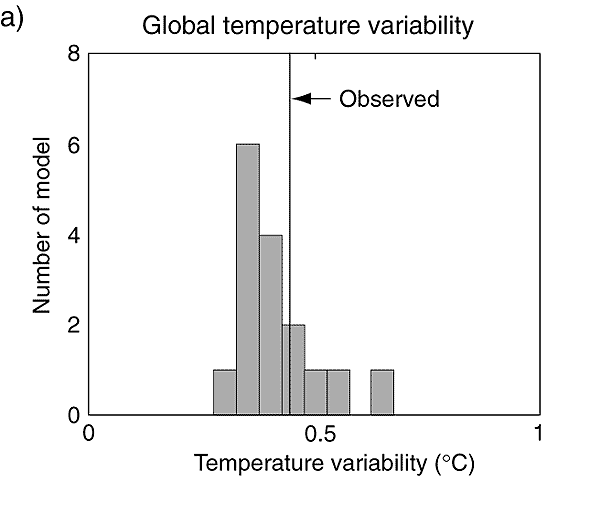 a)
Global temperature variability
8
Observed
6
Number of model
4
2
0
0
0.5
1
Temperature variability (°C)